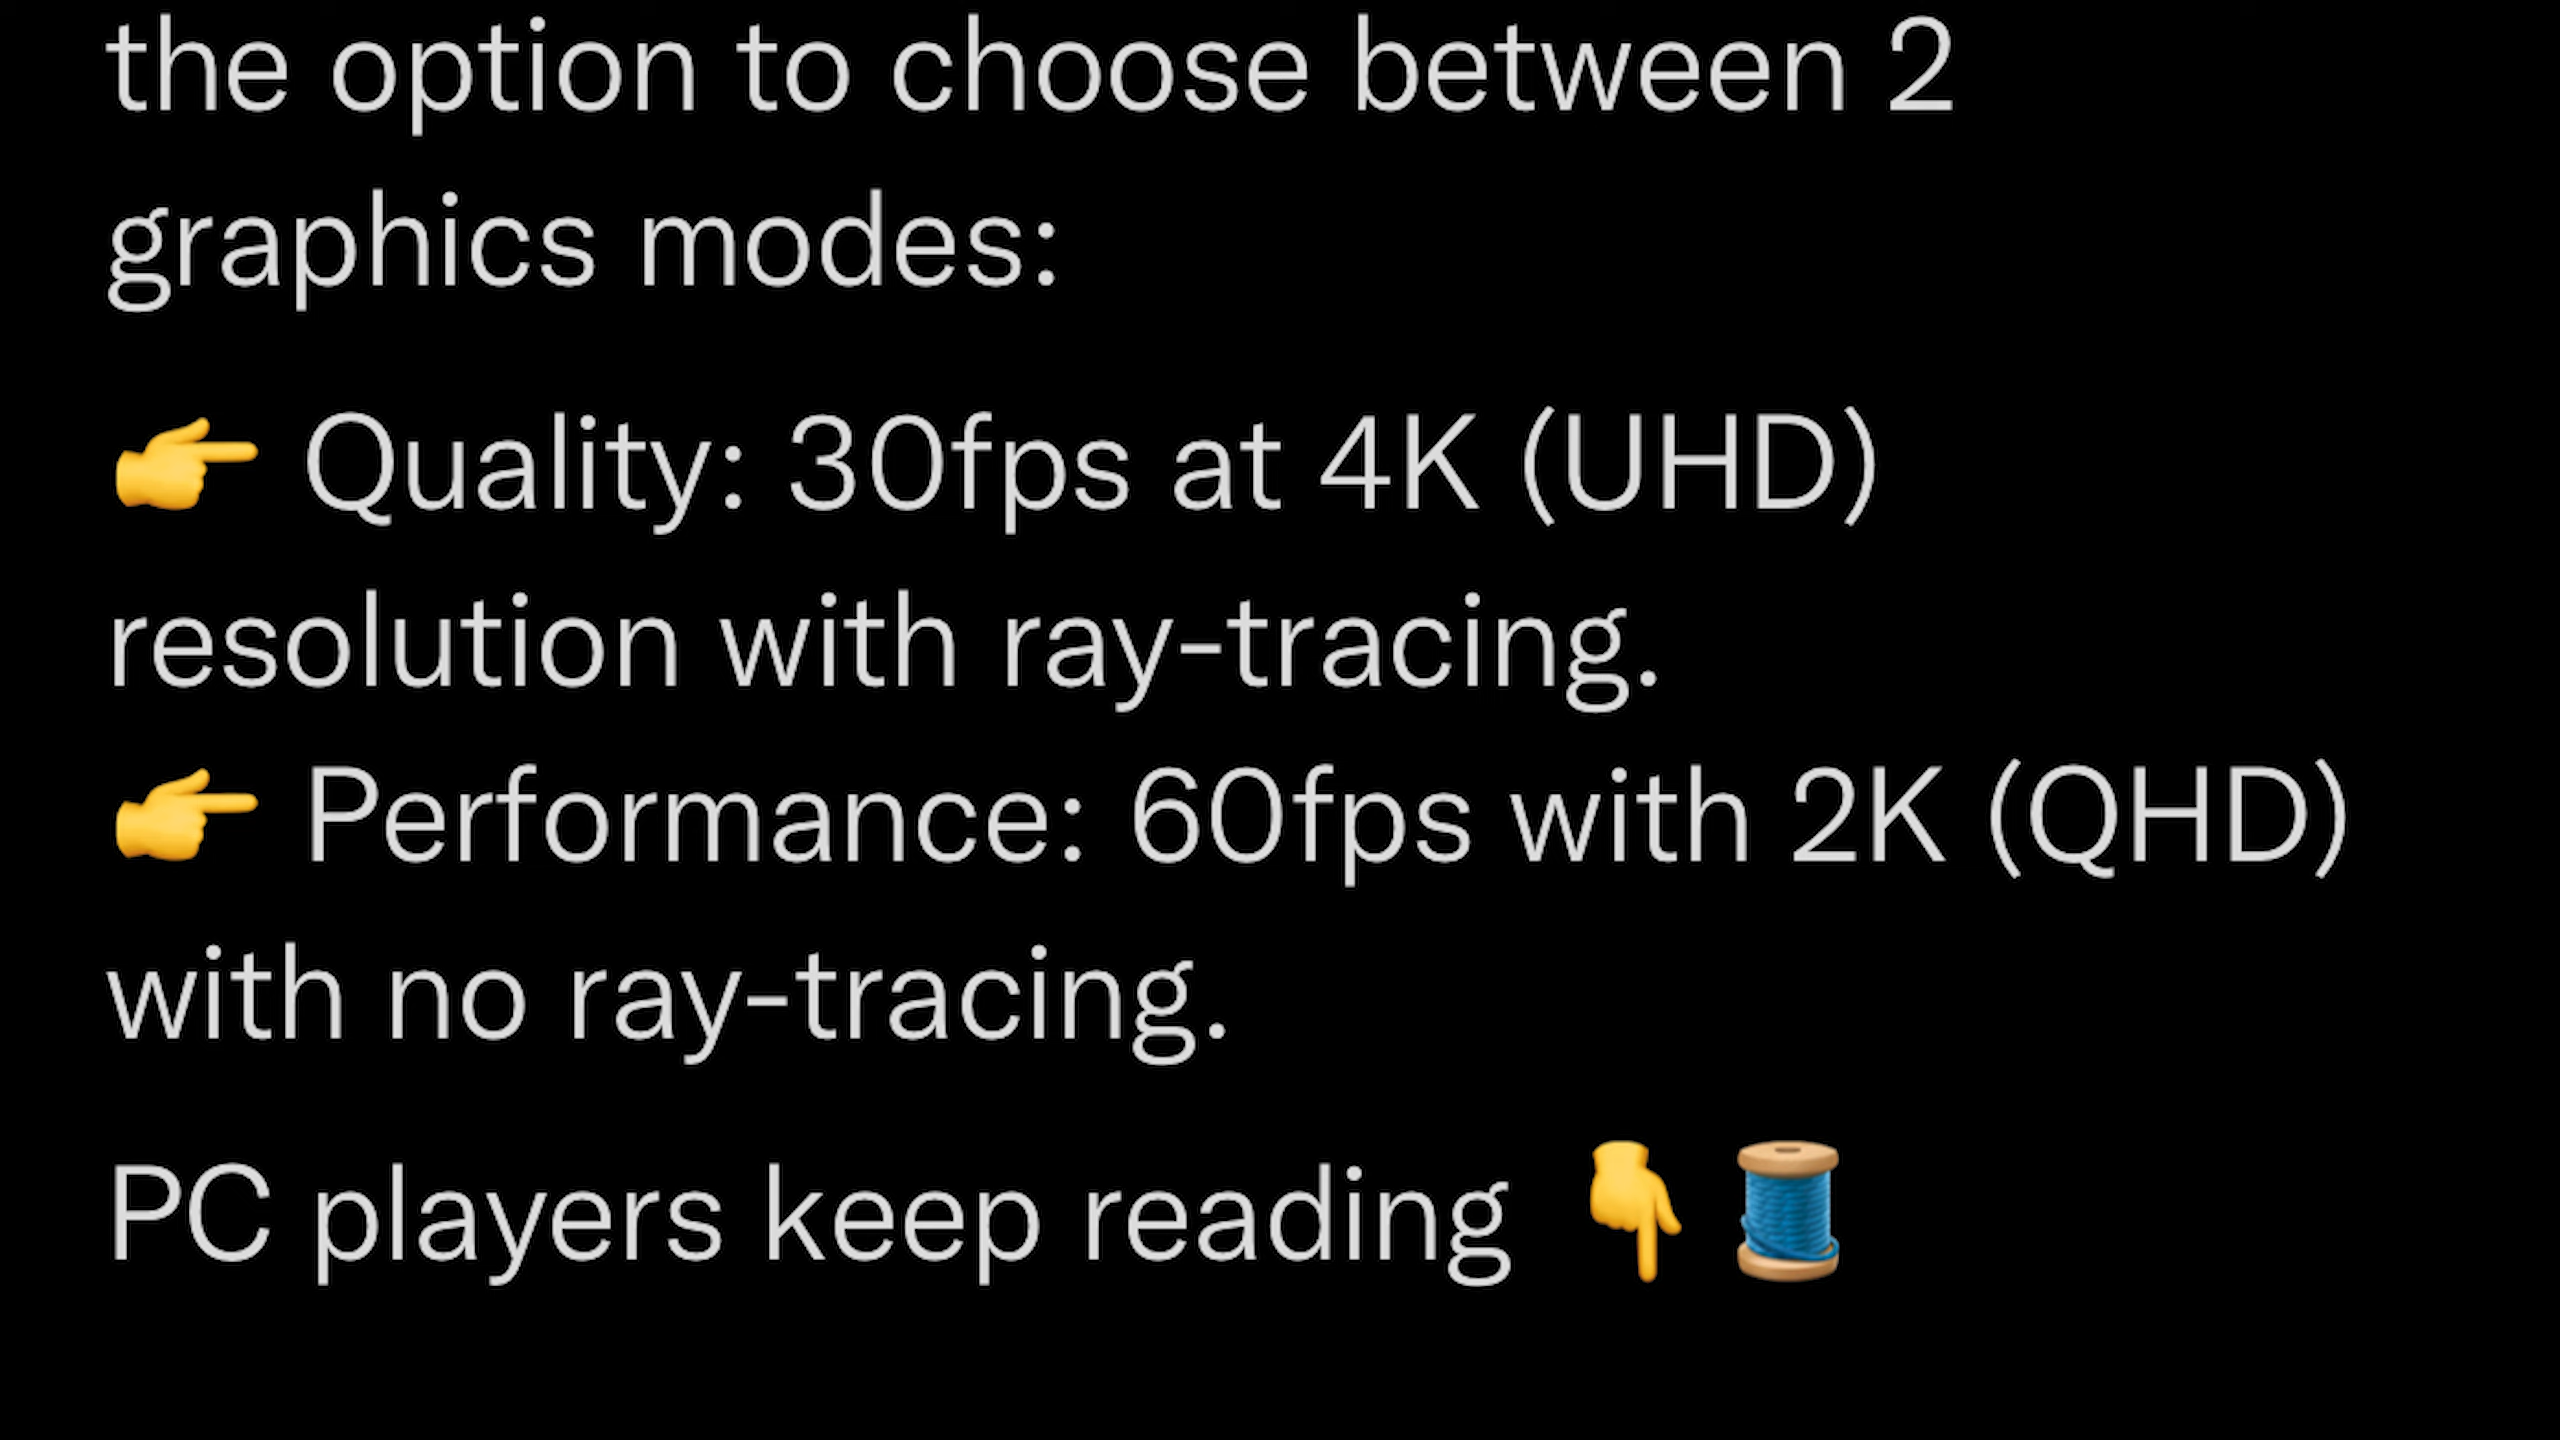 the option to choose between 2
graphics modes:
👉 Quality: 30fps at 4K (UHD)
resolution with ray-tracing.
👉 Performance: 60fps with 2K (QHD)
with no ray-tracing.
PC players keep reading 👇🧵